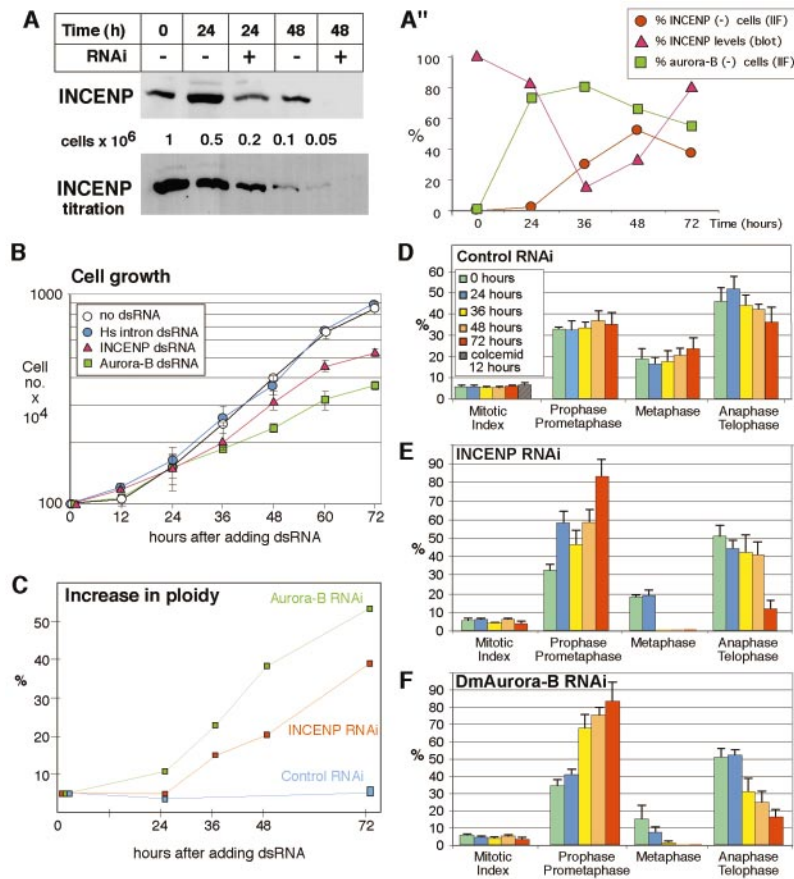 A
Time (h) 0 24 24 48 48
RNAi - - + - +
INCENP
cells x 10⁶ 1 0.5 0.2 0.1 0.05
INCENP
titration
A"
% INCENP (-) cells (IIF)
% INCENP levels (blot)
% aurora-B (-) cells (IIF)
100
80
60
%
40
20
0
0 24 36 48 72 Time (hours)
B
Cell growth
1000
no dsRNA
Hs intron dsRNA
INCENP dsRNA
Aurora-B dsRNA
Cell
no.
x
10⁴
100
0 12 24 36 48 60 72
hours after adding dsRNA
C
Increase in ploidy
Aurora-B RNAi
50
40
%
30
20
INCENP RNAi
10
Control RNAi
0 24 36 48 72
hours after adding dsRNA
D
Control RNAi
0 hours
24 hours
36 hours
48 hours
72 hours
colcemid
12 hours
60
50
%
40
30
20
10
0
Mitotic
Index
Prophase
Prometaphase
Metaphase
Anaphase
Telophase
E
INCENP RNAi
90
80
70
60
%
50
40
30
20
10
0
Mitotic
Index
Prophase
Prometaphase
Metaphase
Anaphase
Telophase
F
DmAurora-B RNAi
90
80
70
%
60
50
40
30
20
10
0
Mitotic
Index
Prophase
Prometaphase
Metaphase
Anaphase
Telophase